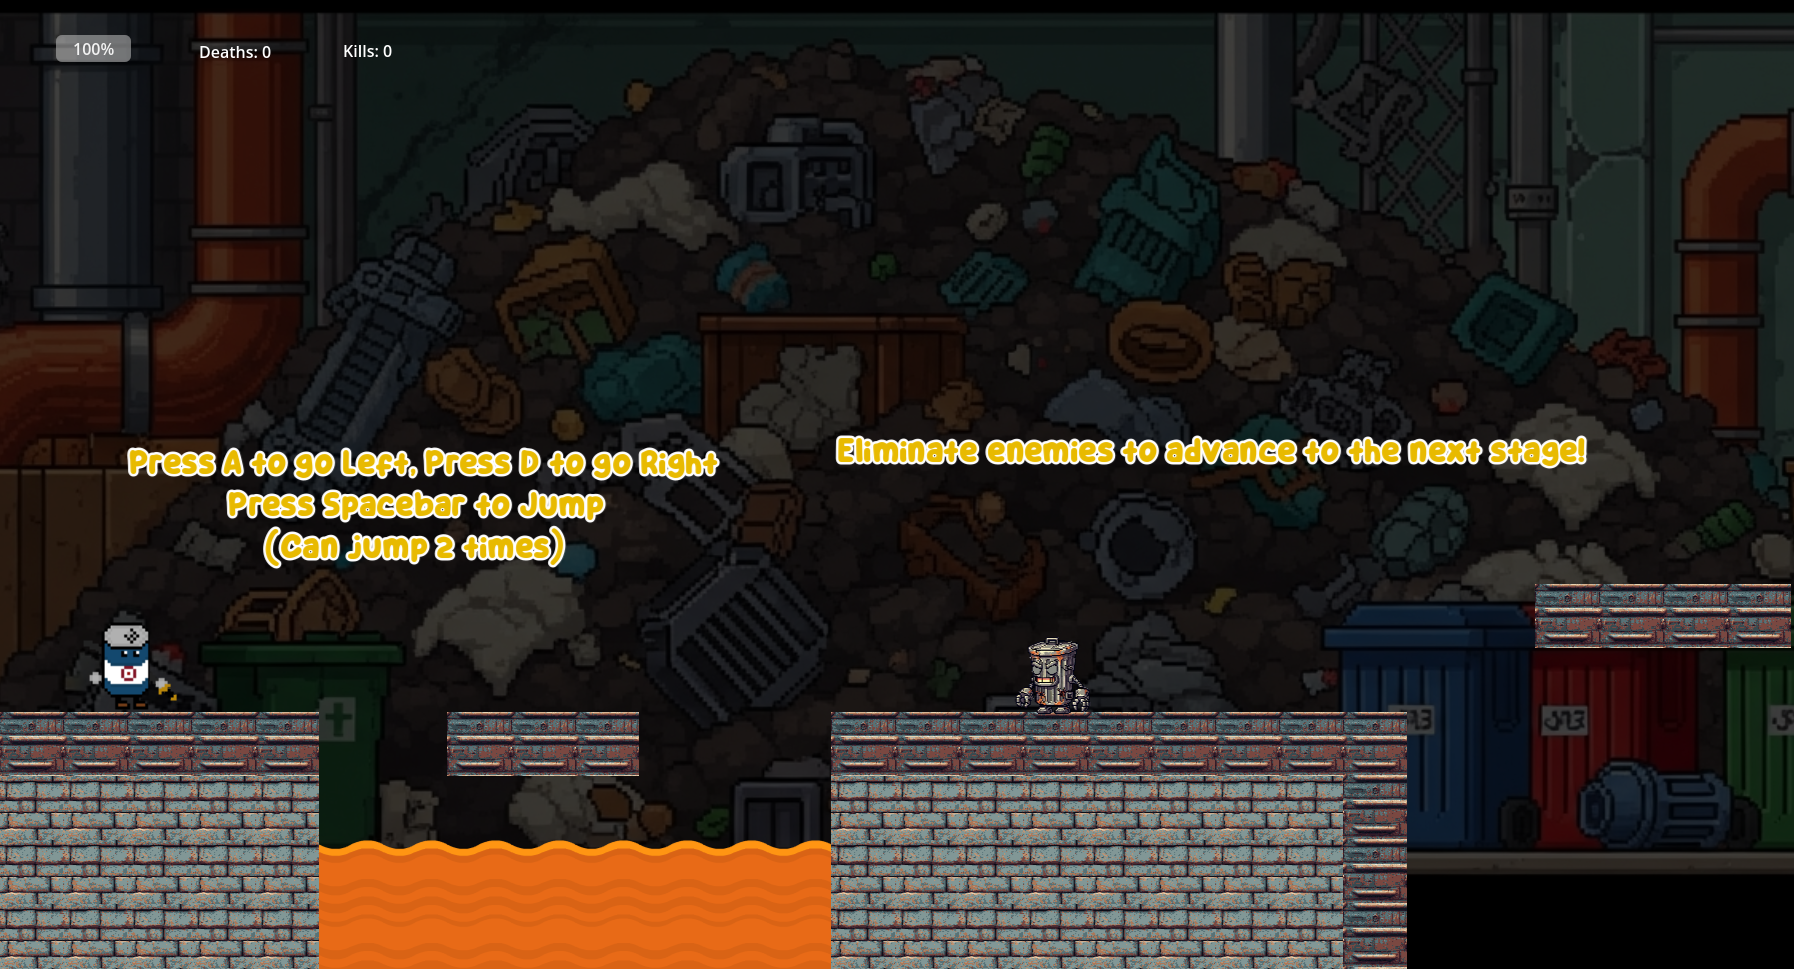 100%
Deaths: 0
Kills: 0
Press A to go Left, Press D to go Right
Press Spacebar to Jump
(Can jump 2 times)
Eliminate enemies to advance to the next stage!